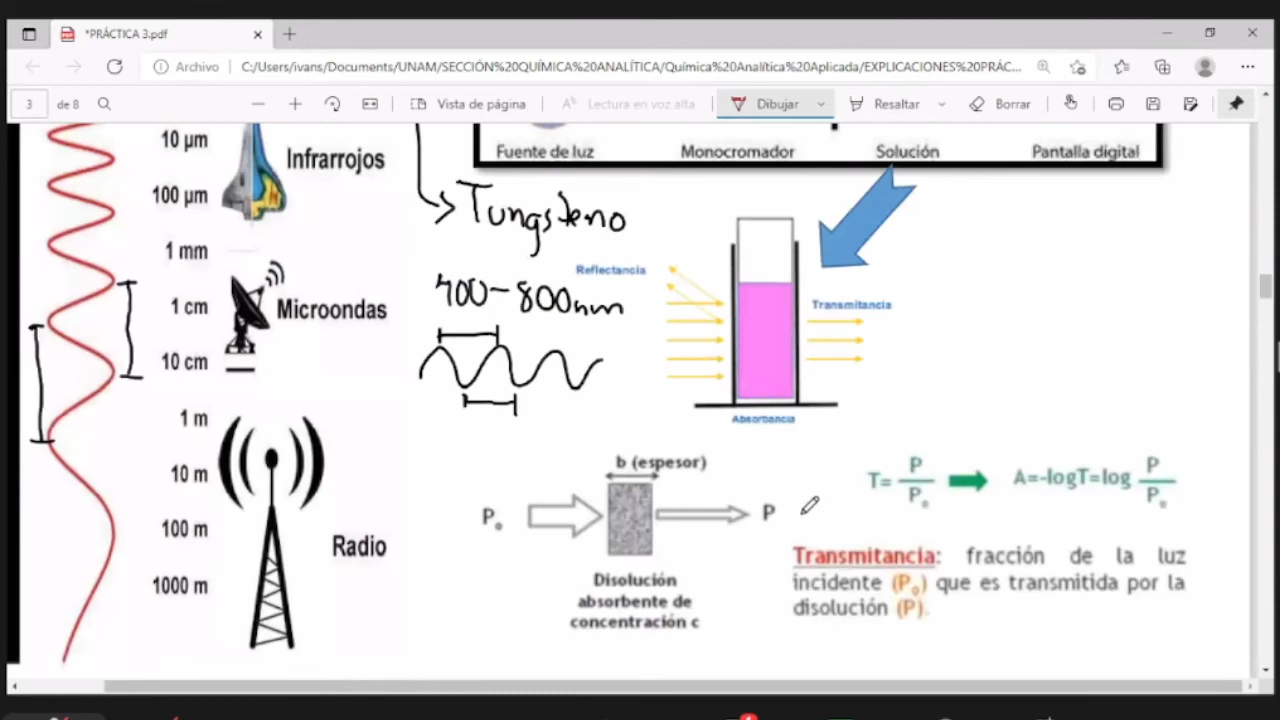 *PRÁCTICA 3.pdf
Archivo
C:/Users/ivans/Documents/UNAM/SECCIÓN%20QUÍMICA%20ANALÍTICA/Química%20Analítica%20Aplicada/EXPLICACIONES%20PRÁC...
3
de 8
Vista de página
Lectura en voz alta
Dibujar
Resaltar
Borrar
10 µm
Infrarrojos
100 µm
1 mm
1 cm
Microondas
10 cm
1 m
10 m
100 m
Radio
1000 m
Fuente de luz
Monocromador
Solución
Pantalla digital
Tungsteno
400-800nm
Reflectancia
Transmitancia
Absorbancia
b (espesor)
P₀
P
Disolución
absorbente de
concentración c
T= P/P₀
A=-logT=log P/P₀
Transmitancia: fracción de la luz
incidente (P₀) que es transmitida por la
disolución (P).